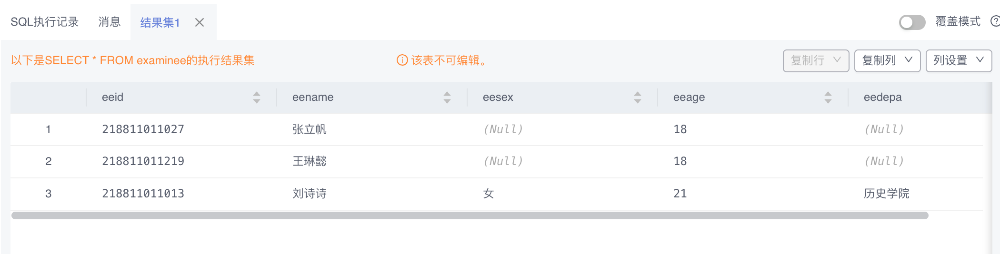 SQL执行记录 消息 结果集1 覆盖模式
以下是SELECT * FROM examinee的执行结果集 该表不可编辑。 复制行 复制列 列设置
eeid eename eesex eeage eedepa
1 218811011027 张立帆 (Null) 18 (Null)
2 218811011219 王琳懿 (Null) 18 (Null)
3 218811011013 刘诗诗 女 21 历史学院